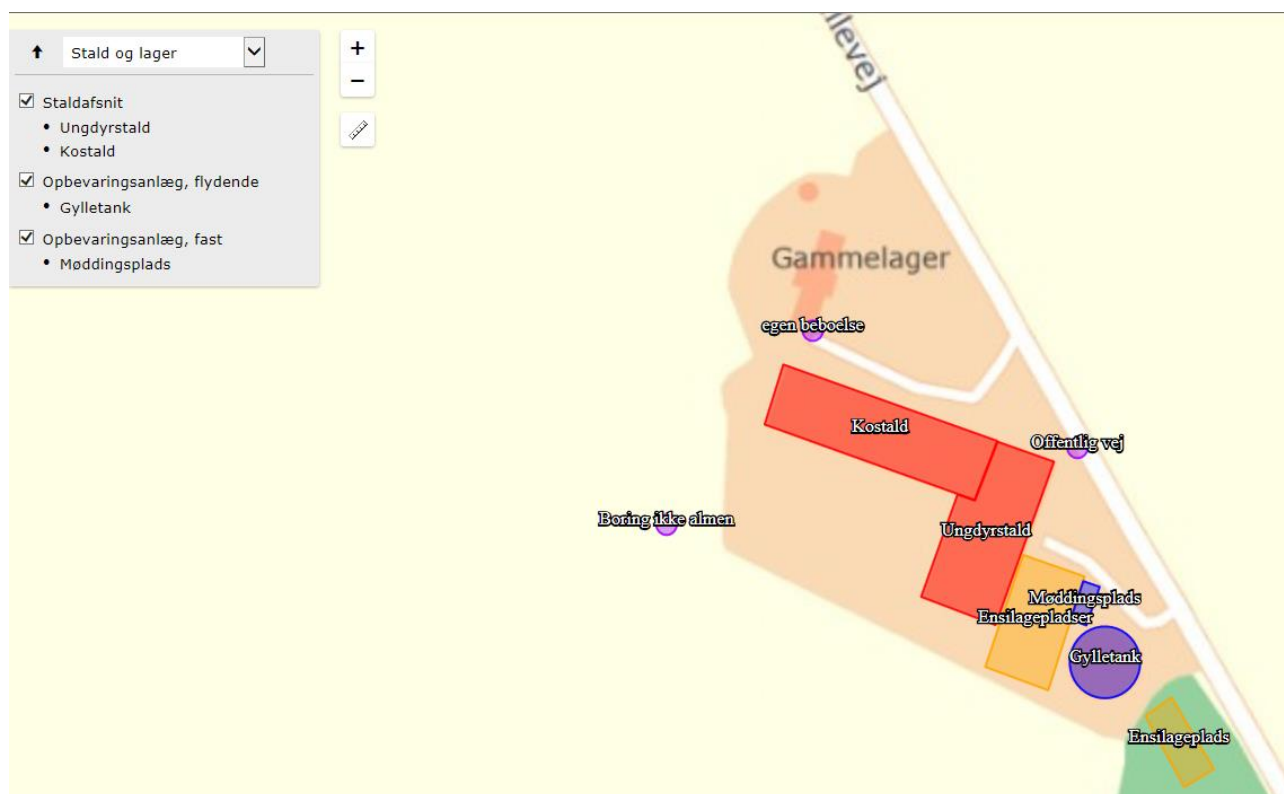 Stald og lager
Staldafsnit
• Ungdyrstald
• Kostald
Opbevaringsanlæg, flydende
• Gylletank
Opbevaringsanlæg, fast
• Møddingsplads
+
−
Gammelager
egen beboelse
Kostald
Offentlig vej
Boring ikke almen
Ungdyrstald
Møddingsplads
Ensilagepladser
Gylletank
Ensilageplads